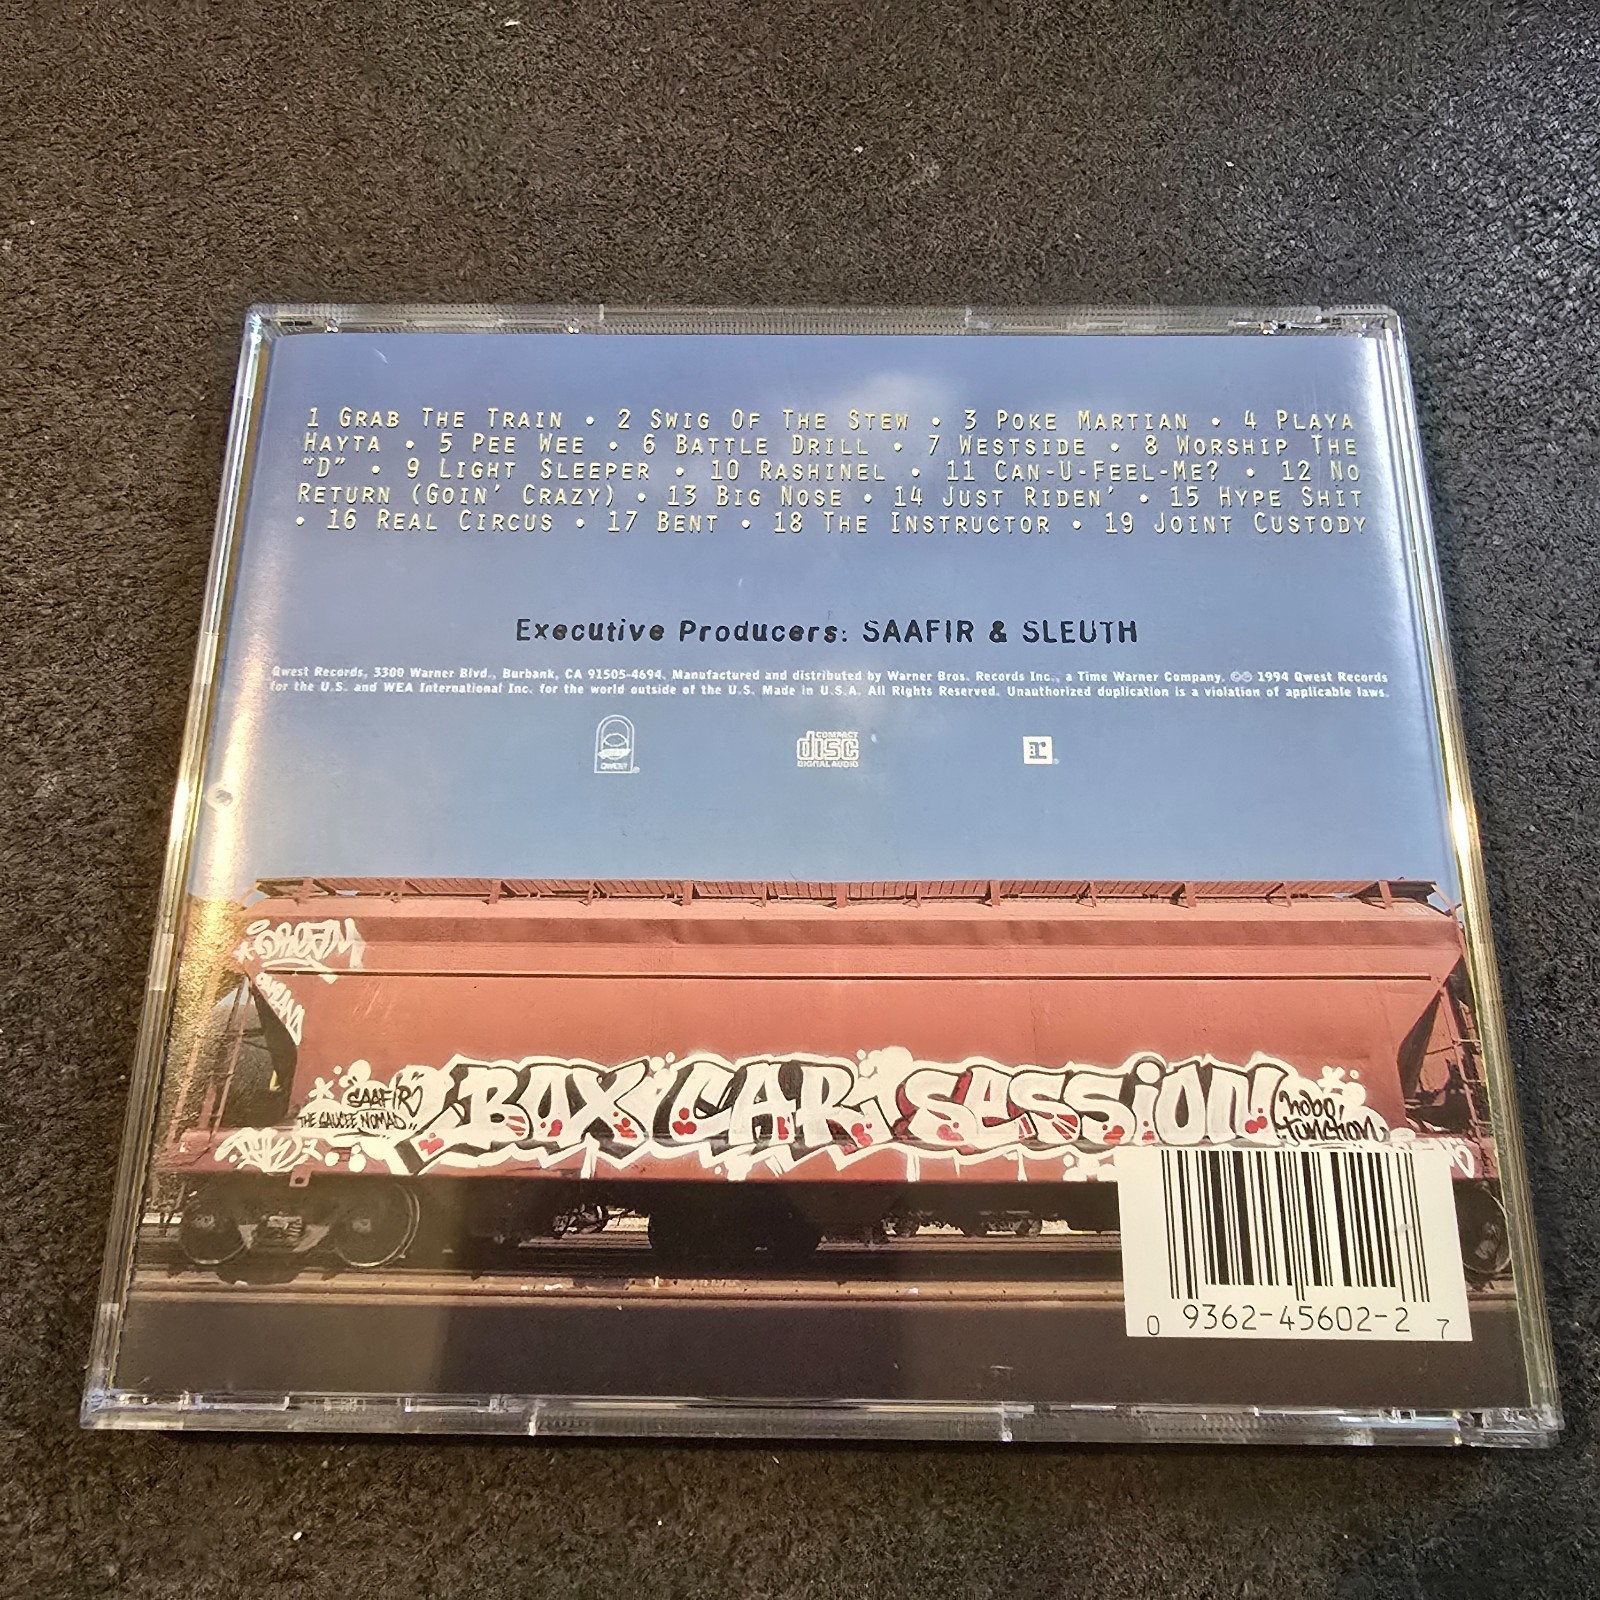 1 GRAB THE TRAIN • 2 SWIG OF THE STEW • 3 POKE MARTIAN • 4 PLAYA
HAYTA • 5 PEE WEE • 6 BATTLE DRILL • 7 WESTSIDE • 8 WORSHIP THE
"D" • 9 LIGHT SLEEPER • 10 RASHINEL • 11 CAN-U-FEEL-ME? • 12 NO
RETURN (GOIN' CRAZY) • 13 BIG NOSE • 14 JUST RIDEN' • 15 HYPE SHIT
• 16 REAL CIRCUS • 17 BENT • 18 THE INSTRUCTOR • 19 JOINT CUSTODY
Executive Producers: SAAFIR & SLEUTH
Qwest Records, 3300 Warner Blvd., Burbank, CA 91505-4694. Manufactured and distributed by Warner Bros. Records Inc., a Time Warner Company. ©℗ 1994 Qwest Records
for the U.S. and WEA International Inc. for the world outside of the U.S. Made in U.S.A. All Rights Reserved. Unauthorized duplication is a violation of applicable laws.
QWEST ®
COMPACT
disc
DIGITAL AUDIO
r ®
SAAFIR
THE SAUCEE NOMAD..
BOXCAR SESSION
hobo
junction
0 9362-45602-2 7